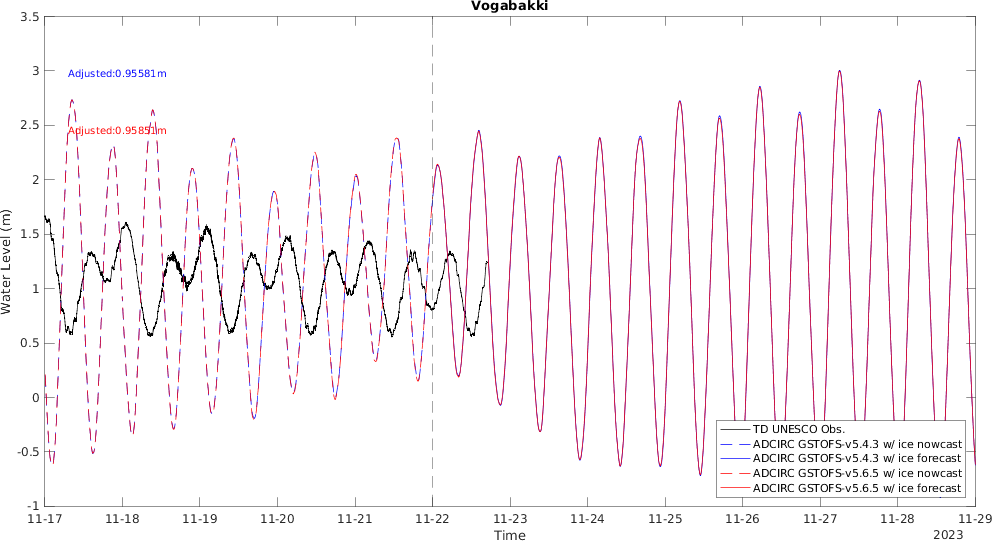 Vogabakki
3.5
3
2.5
2
1.5
1
0.5
0
-0.5
-1
Water Level (m)
Adjusted:0.95581m
Adjusted:0.95851m
TD UNESCO Obs.
ADCIRC GSTOFS-v5.4.3 w/ ice nowcast
ADCIRC GSTOFS-v5.4.3 w/ ice forecast
ADCIRC GSTOFS-v5.6.5 w/ ice nowcast
ADCIRC GSTOFS-v5.6.5 w/ ice forecast
11-17 11-18 11-19 11-20 11-21 11-22 11-23 11-24 11-25 11-26 11-27 11-28 11-29
Time
2023